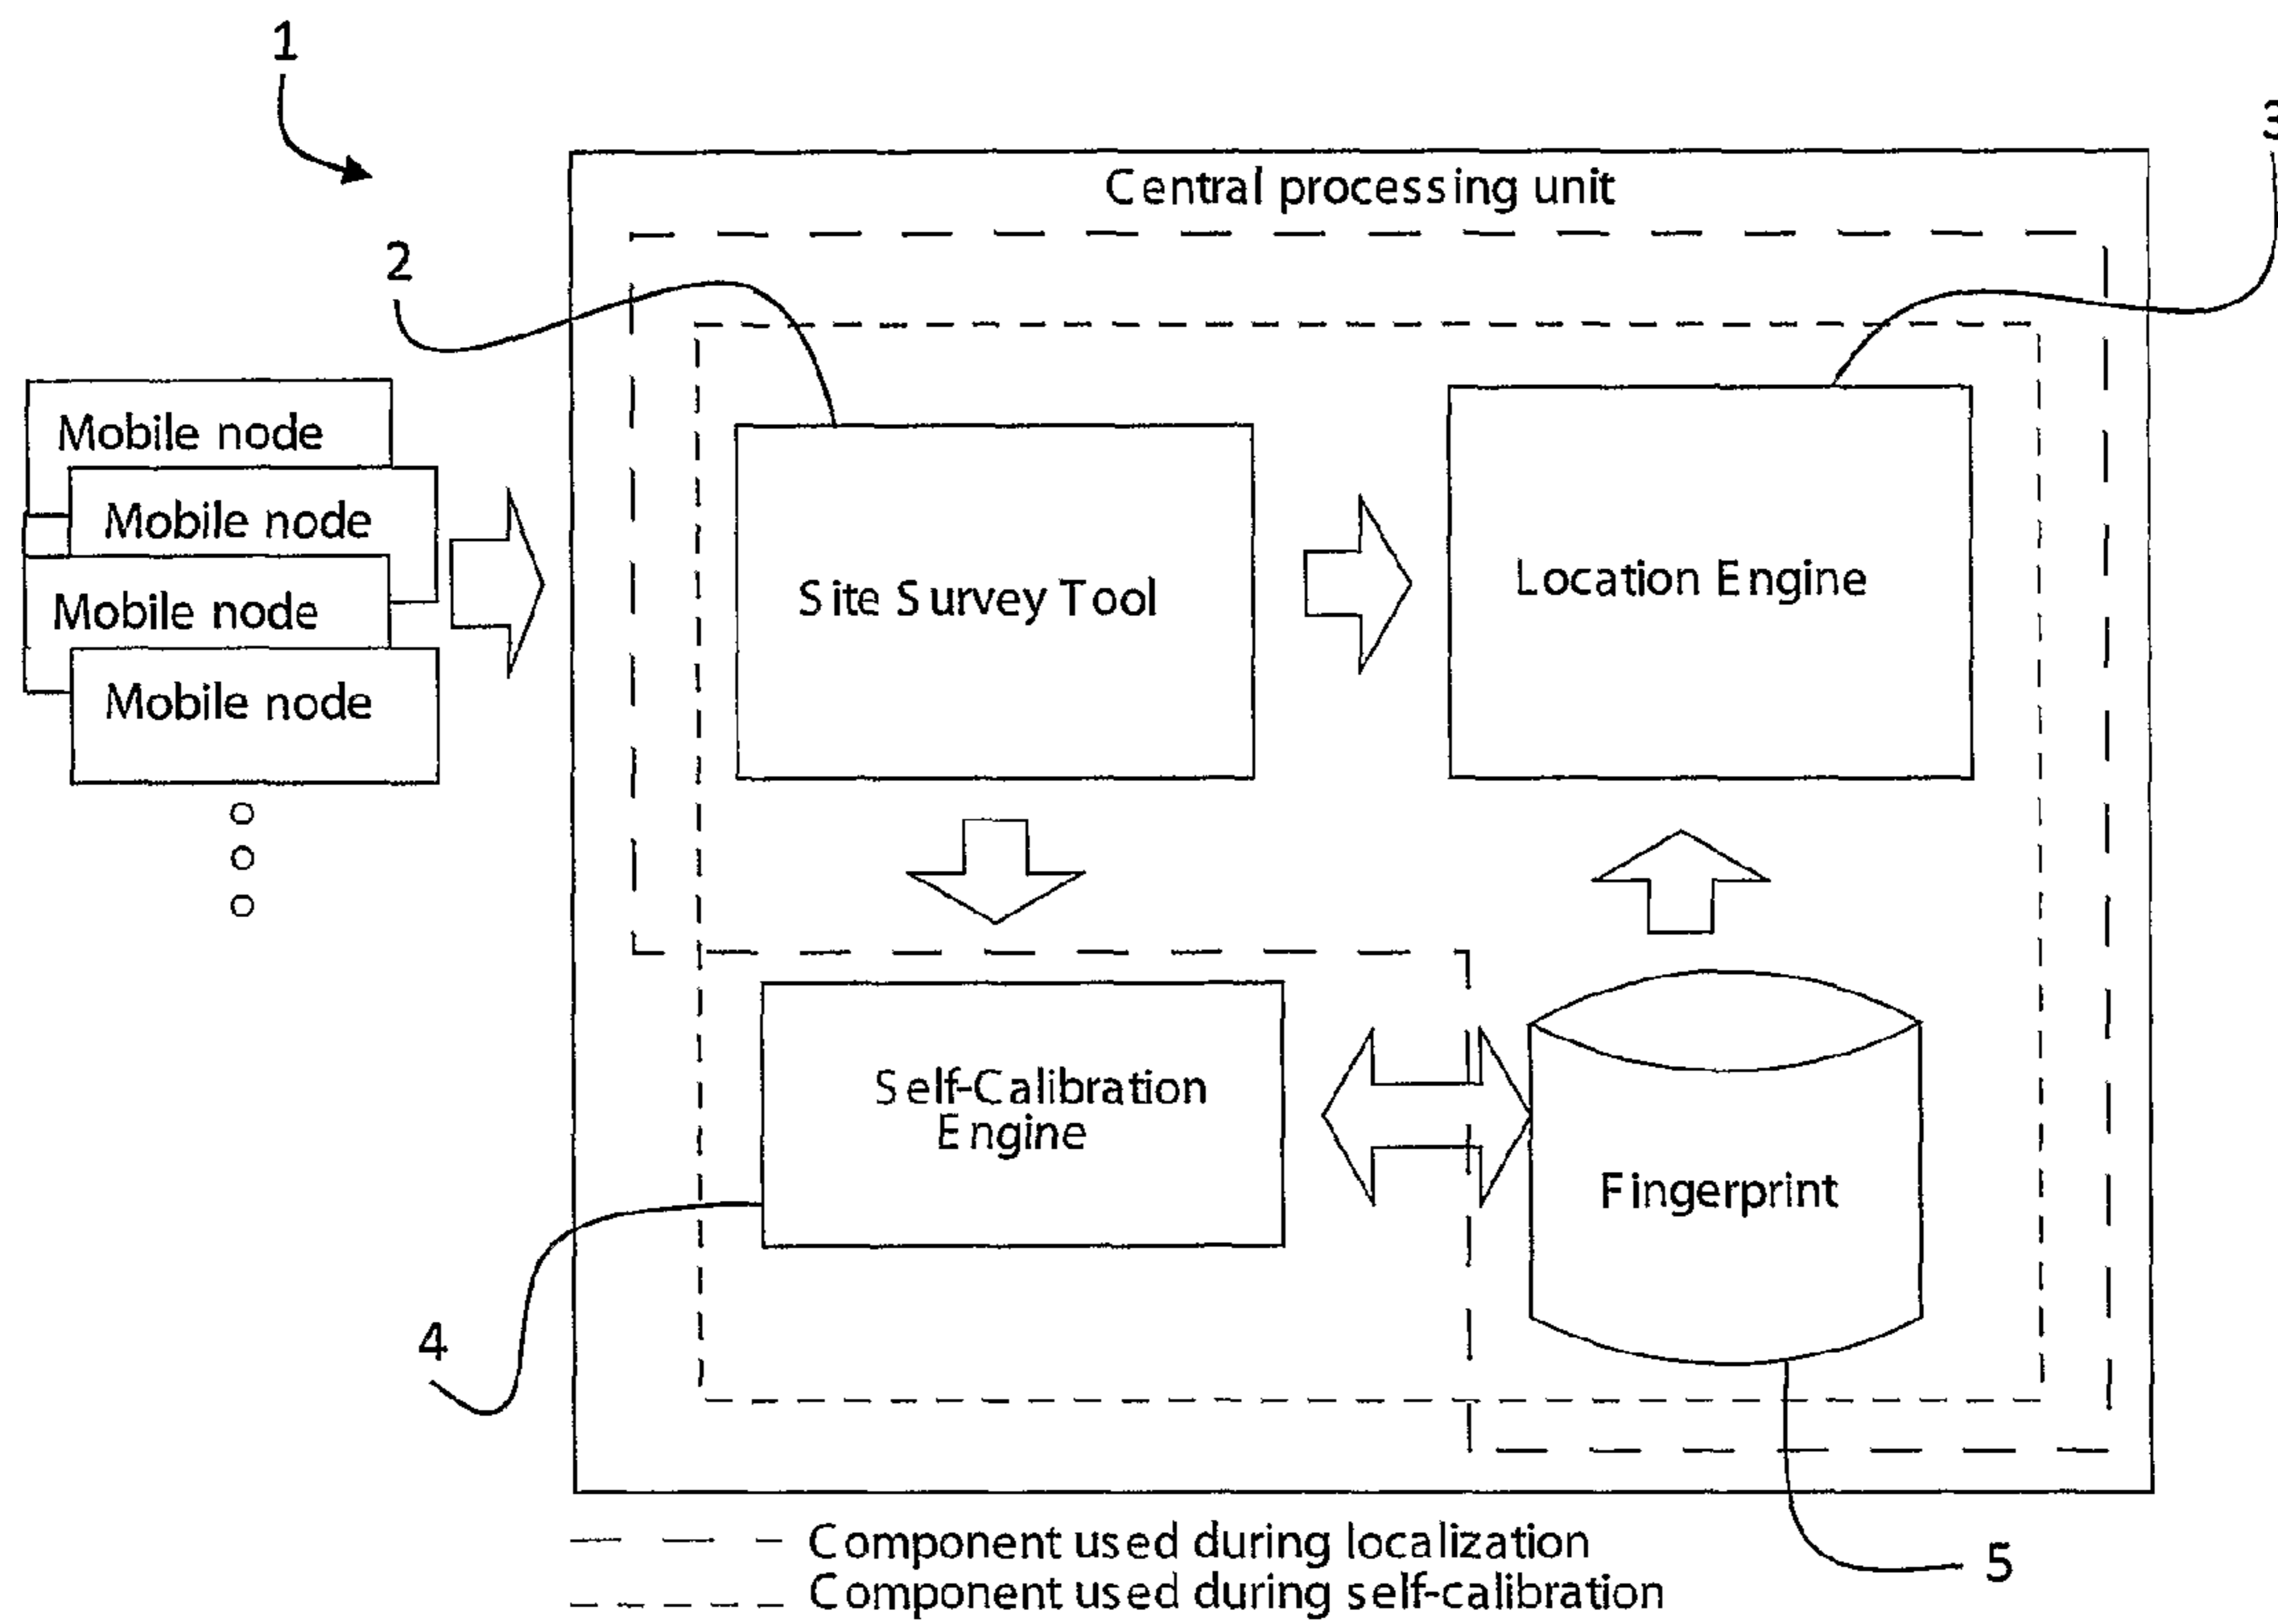 1
3
Central processing unit
2
Mobile node
Mobile node
Mobile node
Mobile node
Site Survey Tool
Location Engine
Self-Calibration
Engine
Fingerprint
4
5
Component used during localization
Component used during self-calibration